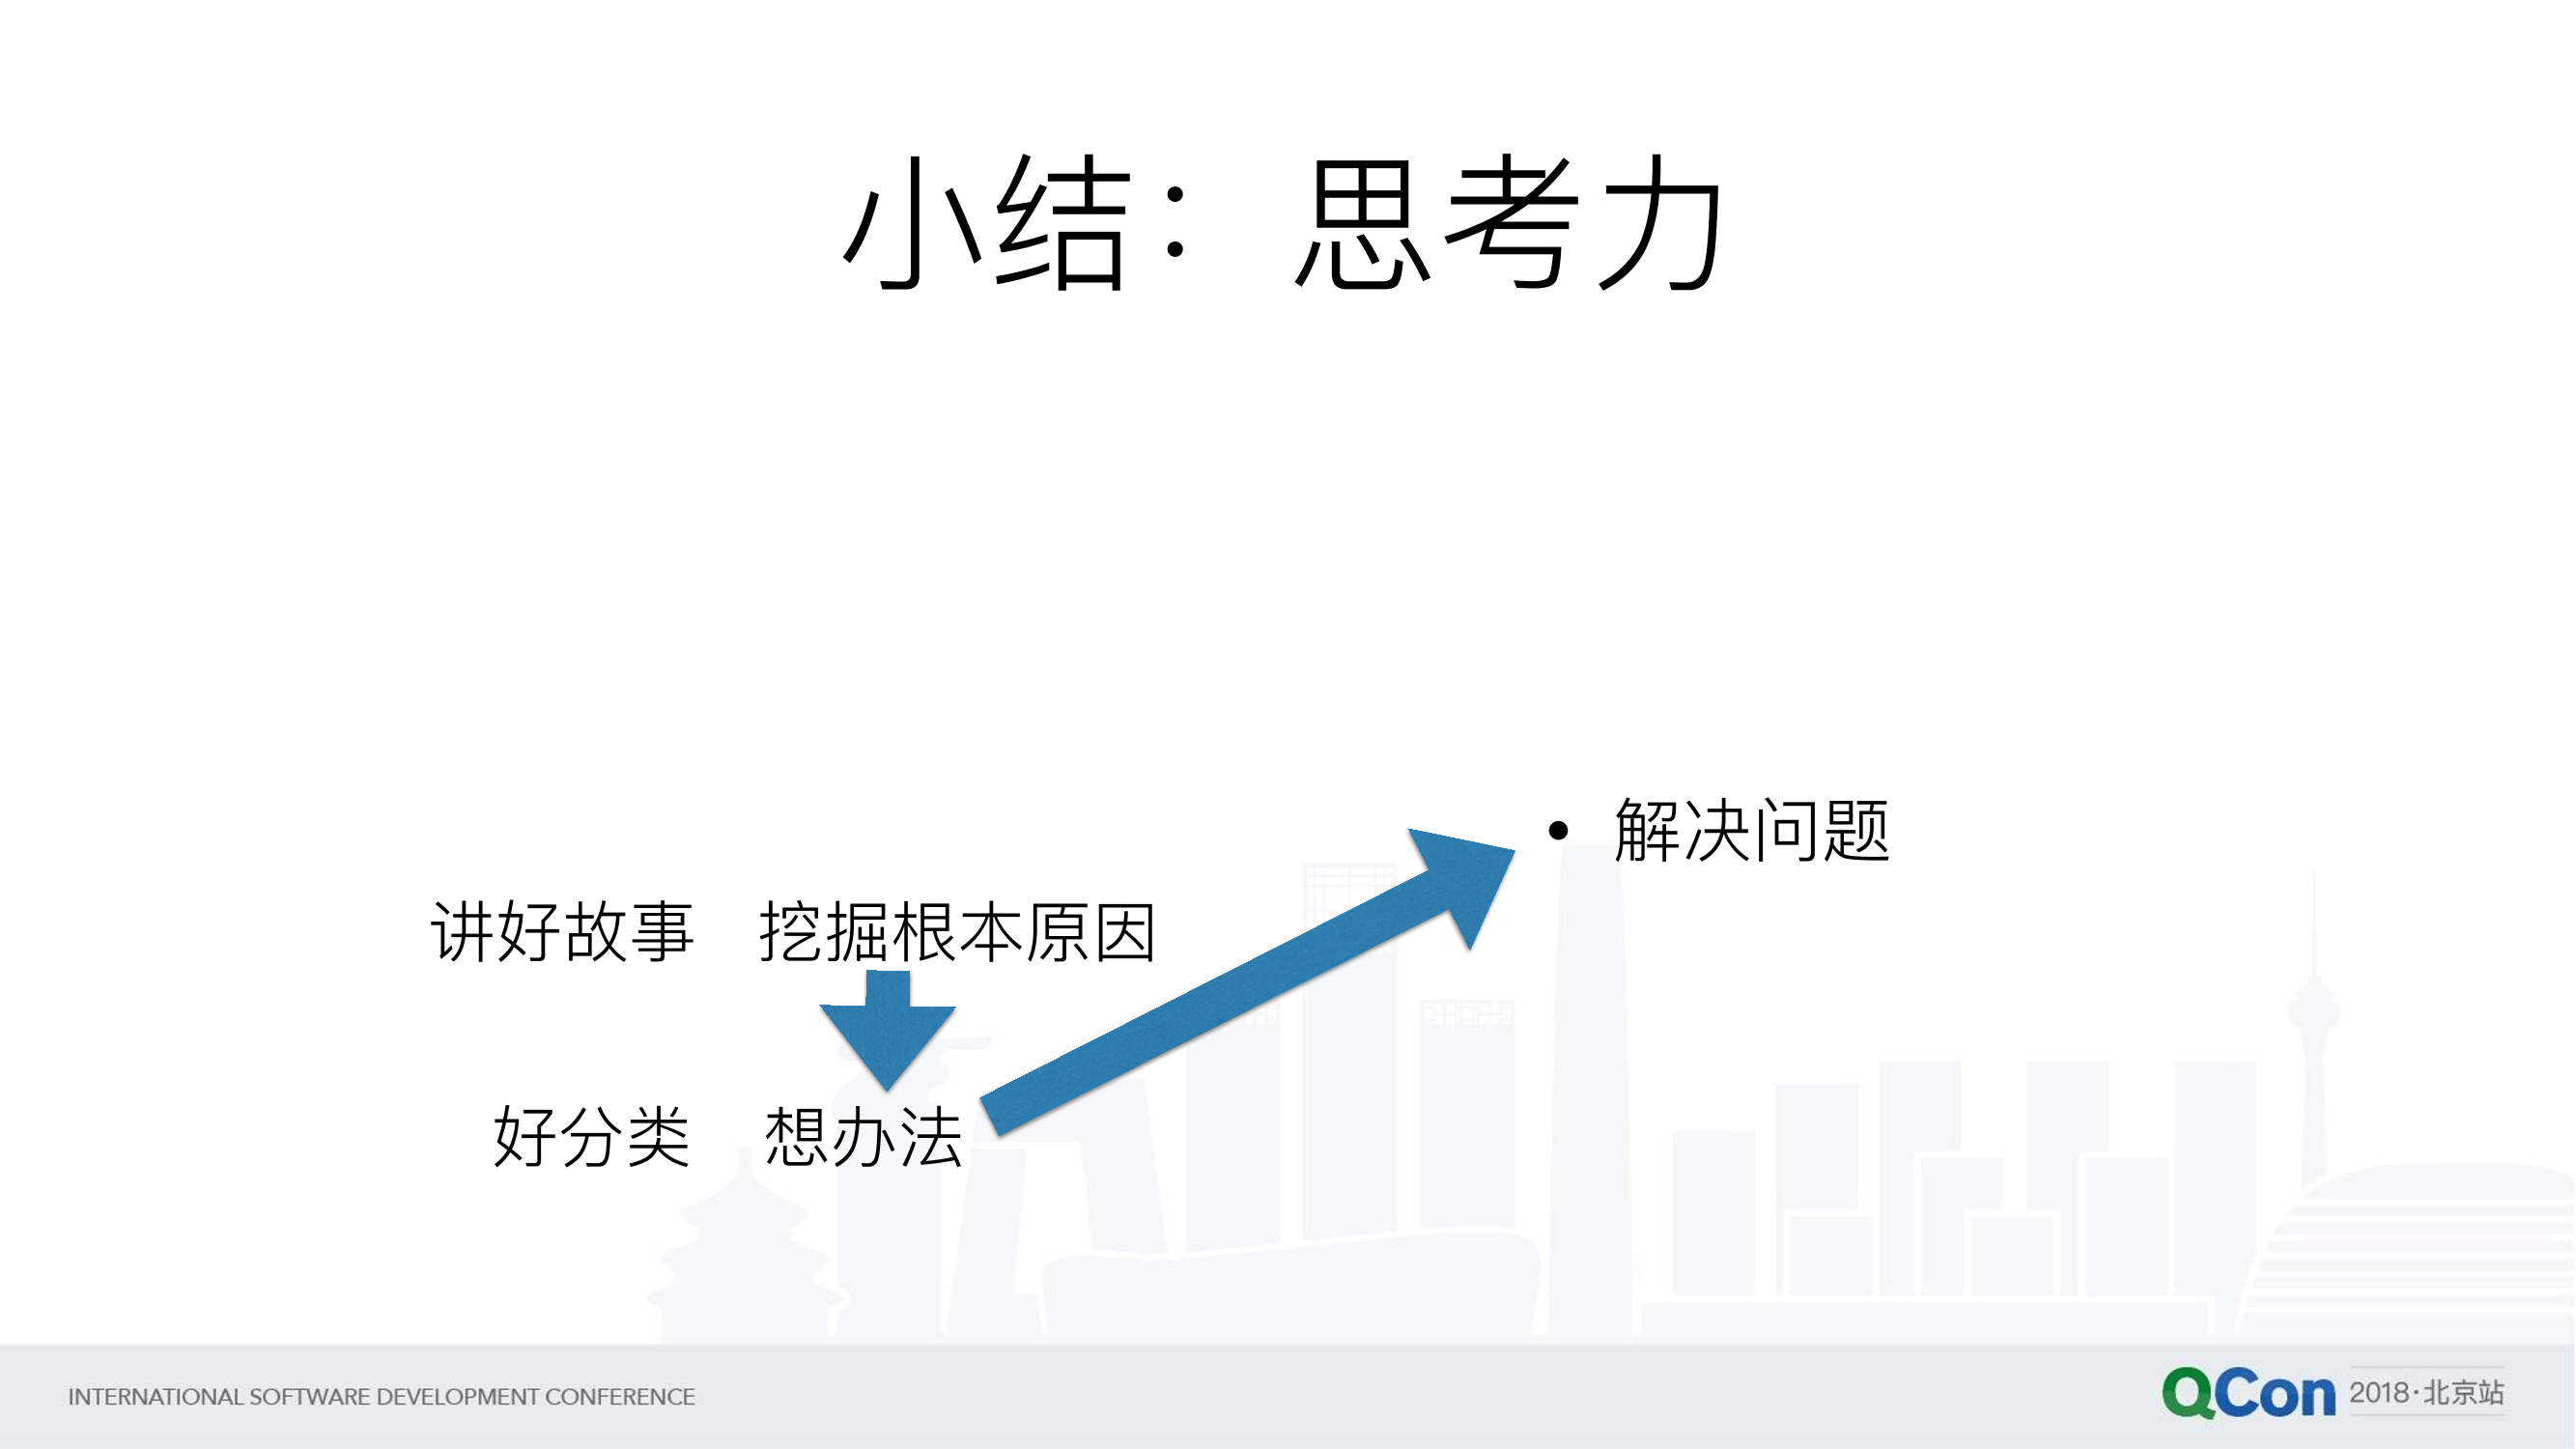 小结：思考力
解决问题
讲好故事 挖掘根本原因
好分类 想办法
INTERNATIONAL SOFTWARE DEVELOPMENT CONFERENCE
QCon 2018·北京站